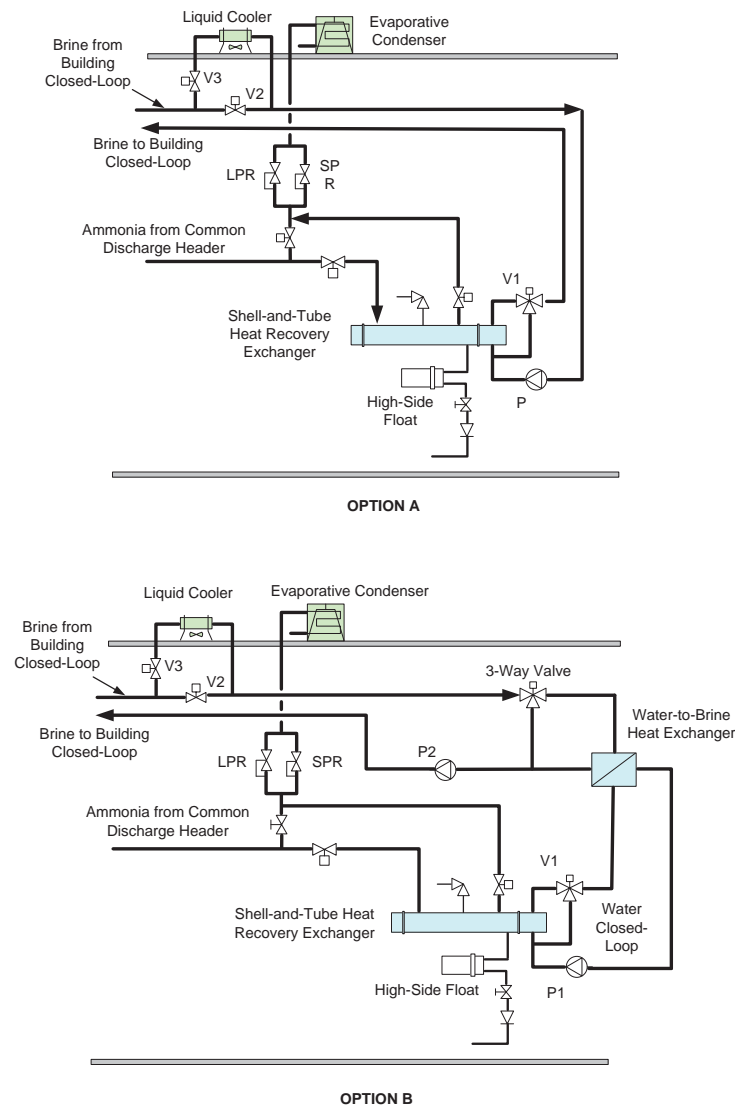 Liquid Cooler
Evaporative
Condenser
Brine from
Building
Closed-Loop
V3
V2
Brine to Building
Closed-Loop
LPR
SP
R
Ammonia from Common
Discharge Header
V1
Shell-and-Tube
Heat Recovery
Exchanger
High-Side
Float
P
OPTION A
Liquid Cooler
Evaporative Condenser
Brine from
Building
Closed-Loop
V3
V2
3-Way Valve
Water-to-Brine
Heat Exchanger
Brine to Building
Closed-Loop
P2
LPR
SPR
Ammonia from Common
Discharge Header
V1
Shell-and-Tube Heat
Recovery Exchanger
Water
Closed-
Loop
High-Side Float
P1
OPTION B